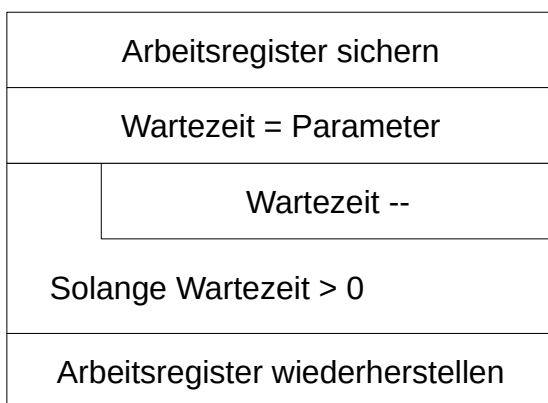 Arbeitsregister sichern
Wartezeit = Parameter
Wartezeit --
Solange Wartezeit > 0
Arbeitsregister wiederherstellen